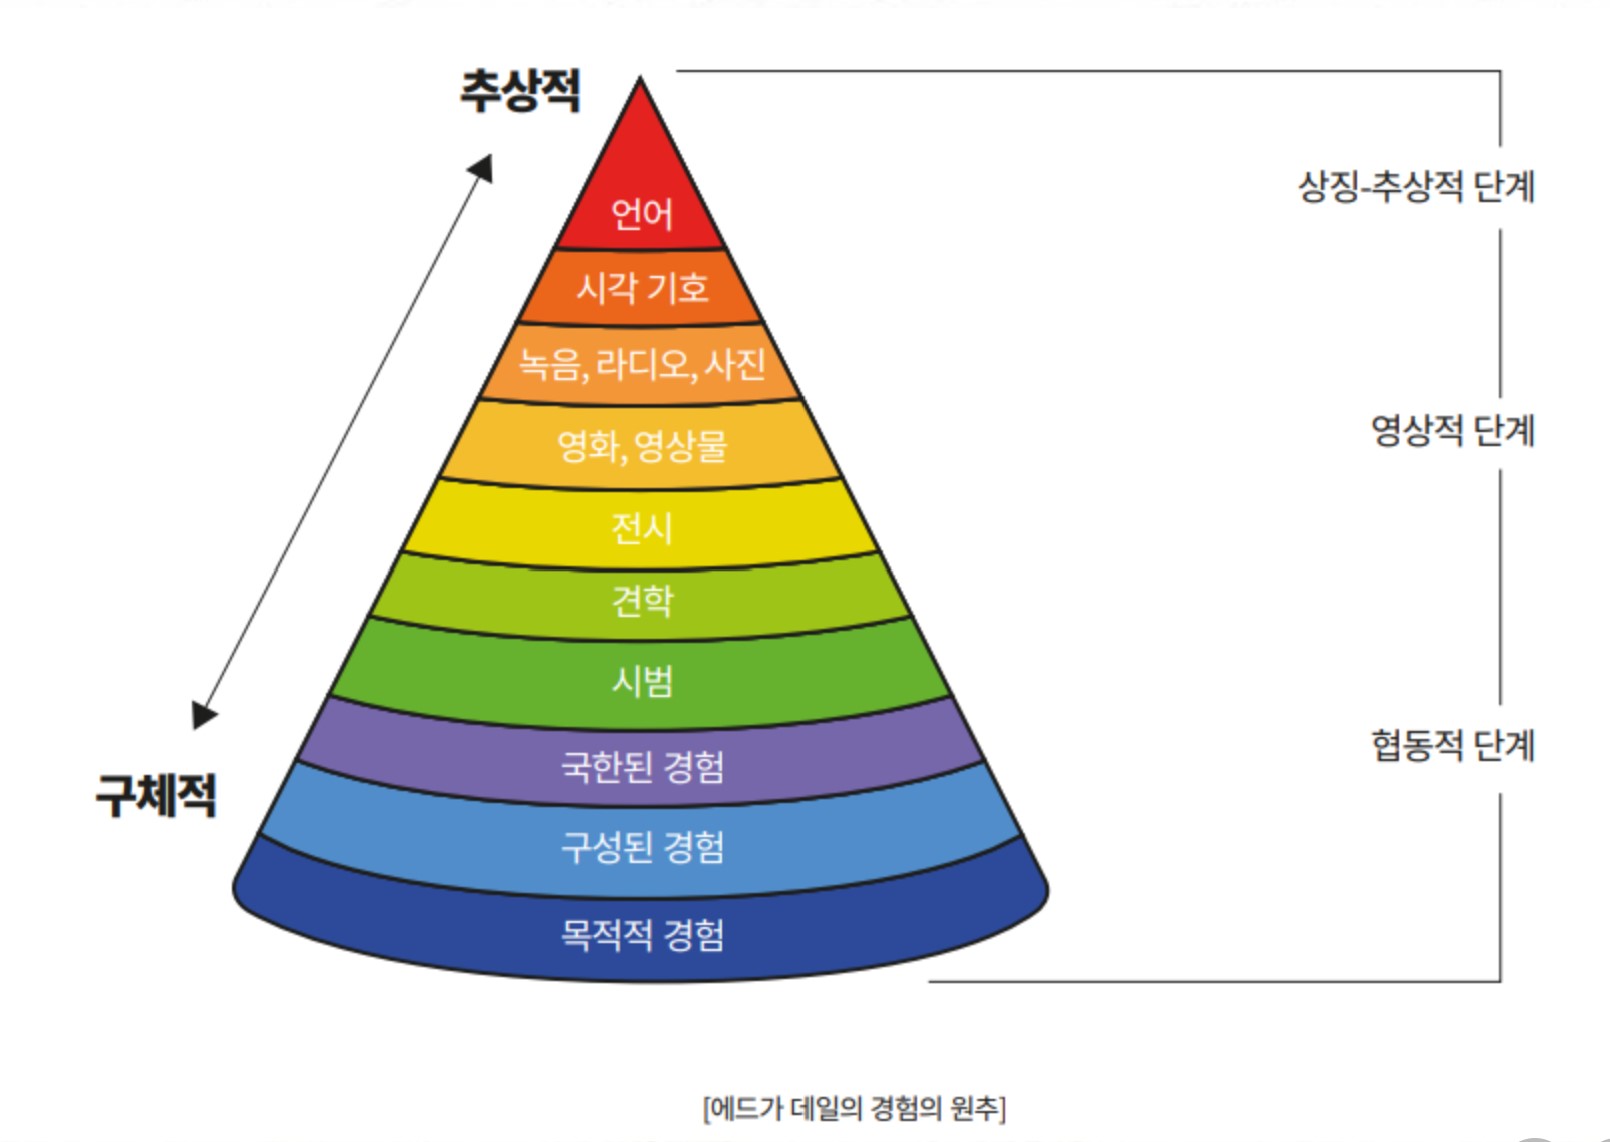 추상적
상징-추상적 단계
언어
시각 기호
녹음, 라디오, 사진
영상적 단계
영화, 영상물
전시
견학
시범
협동적 단계
국한된 경험
구체적
구성된 경험
목적적 경험
[에드가 데일의 경험의 원추]